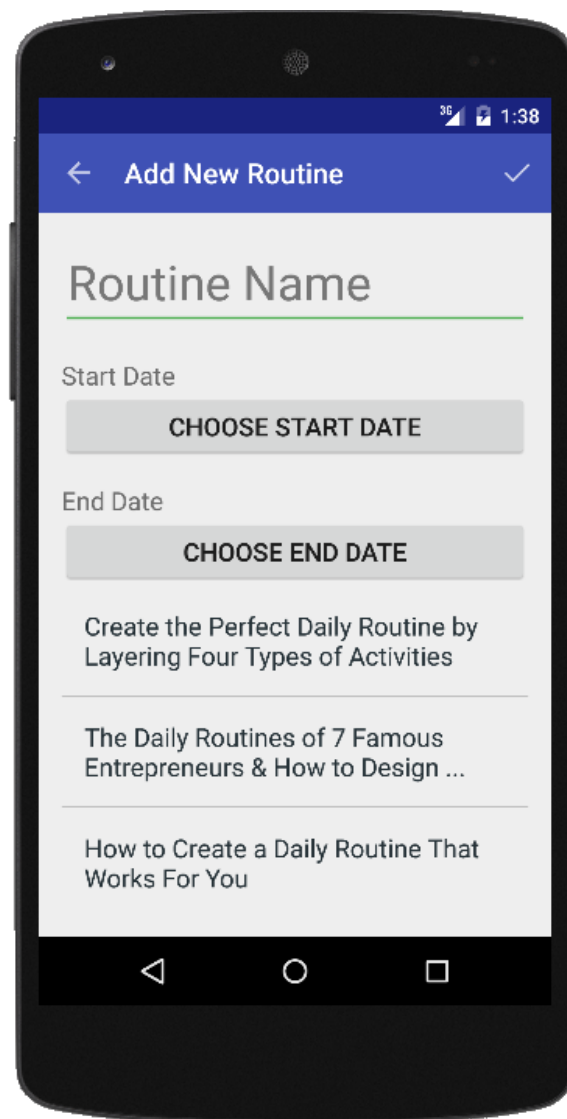 3G 1:38
Add New Routine
Routine Name
Start Date
CHOOSE START DATE
End Date
CHOOSE END DATE
Create the Perfect Daily Routine by
Layering Four Types of Activities
The Daily Routines of 7 Famous
Entrepreneurs & How to Design ...
How to Create a Daily Routine That
Works For You